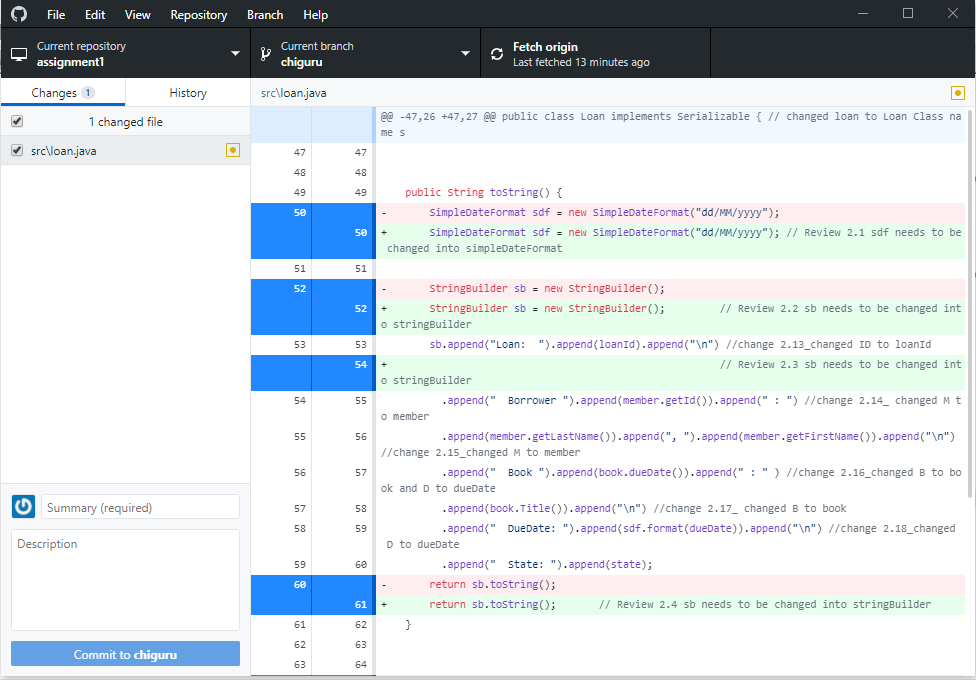 File Edit View Repository Branch Help
Current repository
assignment1
Current branch
chiguru
Fetch origin
Last fetched 13 minutes ago
Changes 1 History
1 changed file
src\loan.java
src\loan.java
@@ -47,26 +47,27 @@ public class Loan implements Serializable { // changed loan to Loan Class na
me s
47 47
48 48
49 49 public String toString() {
50 - SimpleDateFormat sdf = new SimpleDateFormat("dd/MM/yyyy");
50 + SimpleDateFormat sdf = new SimpleDateFormat("dd/MM/yyyy"); // Review 2.1 sdf needs to be
changed into simpleDateFormat
51 51
52 - StringBuilder sb = new StringBuilder();
52 + StringBuilder sb = new StringBuilder(); // Review 2.2 sb needs to be changed int
o stringBuilder
53 53 sb.append("Loan:  ").append(loanId).append("\n") //change 2.13_changed ID to loanId
54 + // Review 2.3 sb needs to be changed int
o stringBuilder
54 55 .append("  Borrower ").append(member.getId()).append(" : ") //change 2.14_ changed M t
o member
55 56 .append(member.getLastName()).append(", ").append(member.getFirstName()).append("\n")
//change 2.15_changed M to member
56 57 .append("  Book ").append(book.dueDate()).append(" : " ) //change 2.16_changed B to bo
ok and D to dueDate
57 58 .append(book.Title()).append("\n") //change 2.17_ changed B to book
58 59 .append("  DueDate: ").append(sdf.format(dueDate)).append("\n") //change 2.18_changed
D to dueDate
59 60 .append("  State: ").append(state);
60 - return sb.toString();
61 + return sb.toString(); // Review 2.4 sb needs to be changed into stringBuilder
61 62 }
62 63
63 64
Summary (required)
Description
Commit to chiguru